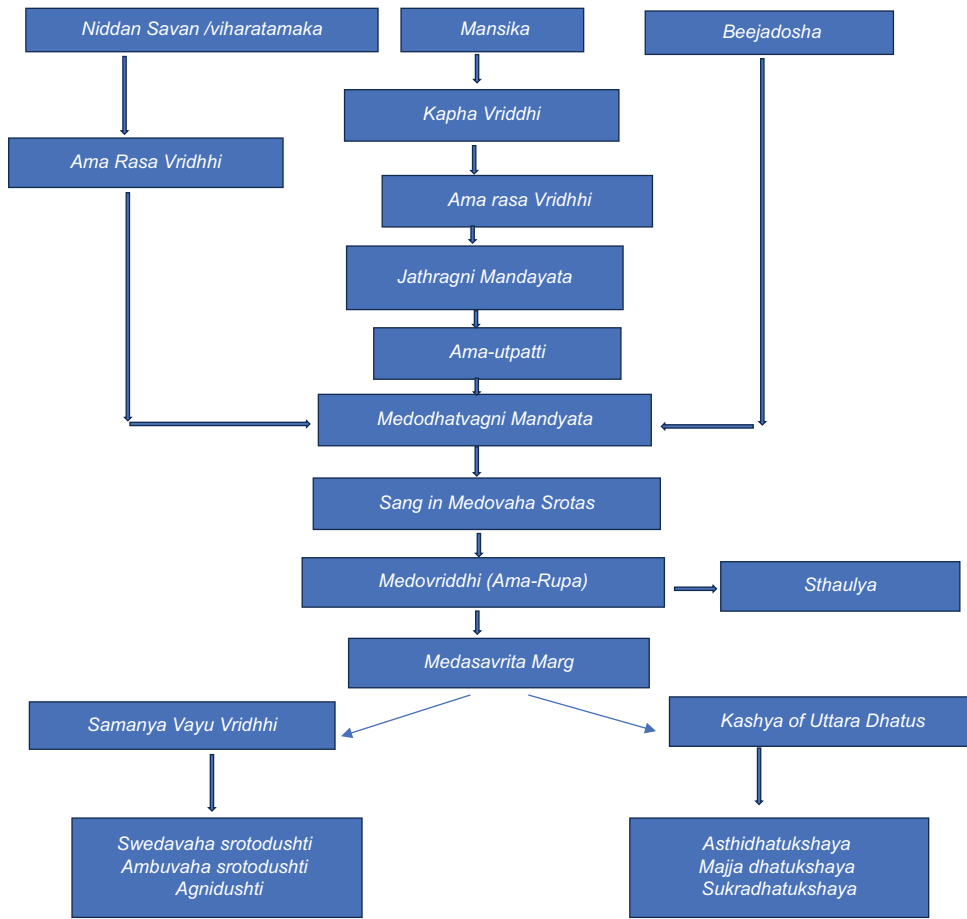 Niddan Savan /viharatamaka
Mansika
Beejadosha
Kapha Vriddhi
Ama Rasa Vridhhi
Ama rasa Vridhhi
Jathragni Mandayata
Ama-utpatti
Medodhatvagni Mandyata
Sang in Medovaha Srotas
Medovriddhi (Ama-Rupa)
Sthaulya
Medasavrita Marg
Samanya Vayu Vridhhi
Kashya of Uttara Dhatus
Swedavaha srotodushti
Ambuvaha srotodushti
Agnidushti
Asthidhatukshaya
Majja dhatukshaya
Sukradhatukshaya